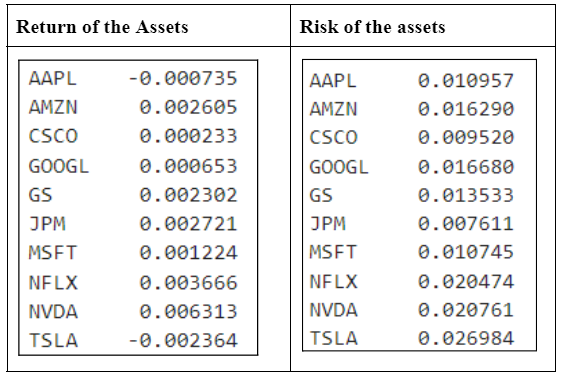 Return of the Assets
AAPL -0.000735
AMZN 0.002605
CSCO 0.000233
GOOGL 0.000653
GS 0.002302
JPM 0.002721
MSFT 0.001224
NFLX 0.003666
NVDA 0.006313
TSLA -0.002364
Risk of the assets
AAPL 0.010957
AMZN 0.016290
CSCO 0.009520
GOOGL 0.016680
GS 0.013533
JPM 0.007611
MSFT 0.010745
NFLX 0.020474
NVDA 0.020761
TSLA 0.026984